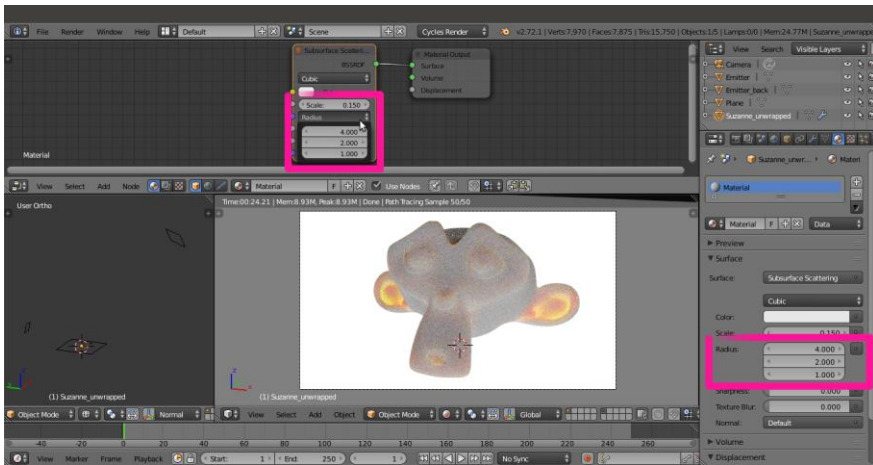 File Render Window Help Default Scene Cycles Render v2.72.1 | Verts:7,970 | Faces:7,875 | Tris:15,750 | Objects:1/5 | Lamps:0/0 | Mem:24.77M | Suzanne_unwrappe
Subsurface Scatteri...
BSSRDF
Cubic
Scale: 0.150
Radius
4.000
2.000
1.000
Material Output
Surface
Volume
Displacement
Material
View Select Add Node Material F Use Nodes
View Search Visible Layers
Camera
Emitter
Emitter_back
Plane
Suzanne_unwrapped
Suzanne_unwr... Materi
Material
Material F Data
Preview
Surface
Surface: Subsurface Scattering
Cubic
Color:
Scale: 0.150
Radius: 4.000
2.000
1.000
Sharpness: 0.000
Texture Blur: 0.000
Normal: Default
Volume
Displacement
User Ortho
Time:00:24.21 | Mem:8.93M, Peak:8.93M | Done | Path Tracing Sample 50/50
(1) Suzanne_unwrapped
(1) Suzanne_unwrapped
Object Mode Normal
View Select Add Object Object Mode Global
-40 -20 0 20 40 60 80 100 120 140 160 180 200 220 240 260
View Marker Frame Playback Start: 1 End: 250 1 No Sync